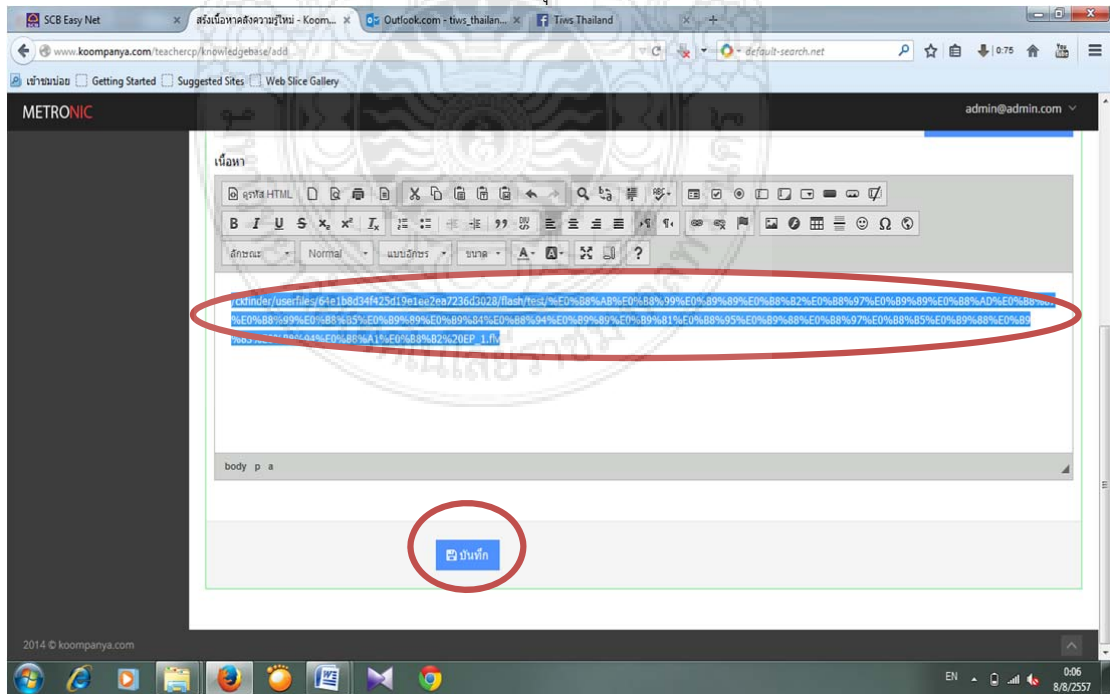 SCB Easy Net
สร้างเนื้อหาคลังความรู้ใหม่ - Koom...
Outlook.com - tiws_thailan...
Tiws Thailand
www.koompanya.com/teachercp/knowledgebase/add
default-search.net
0:75
เข้าชมบ่อย Getting Started Suggested Sites Web Slice Gallery
METRONIC
admin@admin.com
เนื้อหา
ดูรหัส HTML
ลักษณะ Normal แบบอักษร ขนาด
/ckfinder/userfiles/64e1b8d34f425d19e1ee2ea7236d3028/flash/test/%E0%B8%AB%E0%B8%99%E0%B9%89%E0%B8%B2%E0%B8%97%E0%B9%89%E0%B8%AD%E0%B8%87
%E0%B8%99%E0%B8%B5%E0%B9%89%E0%B9%84%E0%B8%94%E0%B9%89%E0%B9%81%E0%B8%95%E0%B9%88%E0%B8%97%E0%B8%85%E0%B9%88%E0%B9
%E0%B8%A1%E0%B8%B2%20EP_1.flv
body p a
บันทึก
2014 © koompanya.com
EN
0:06
8/8/2557